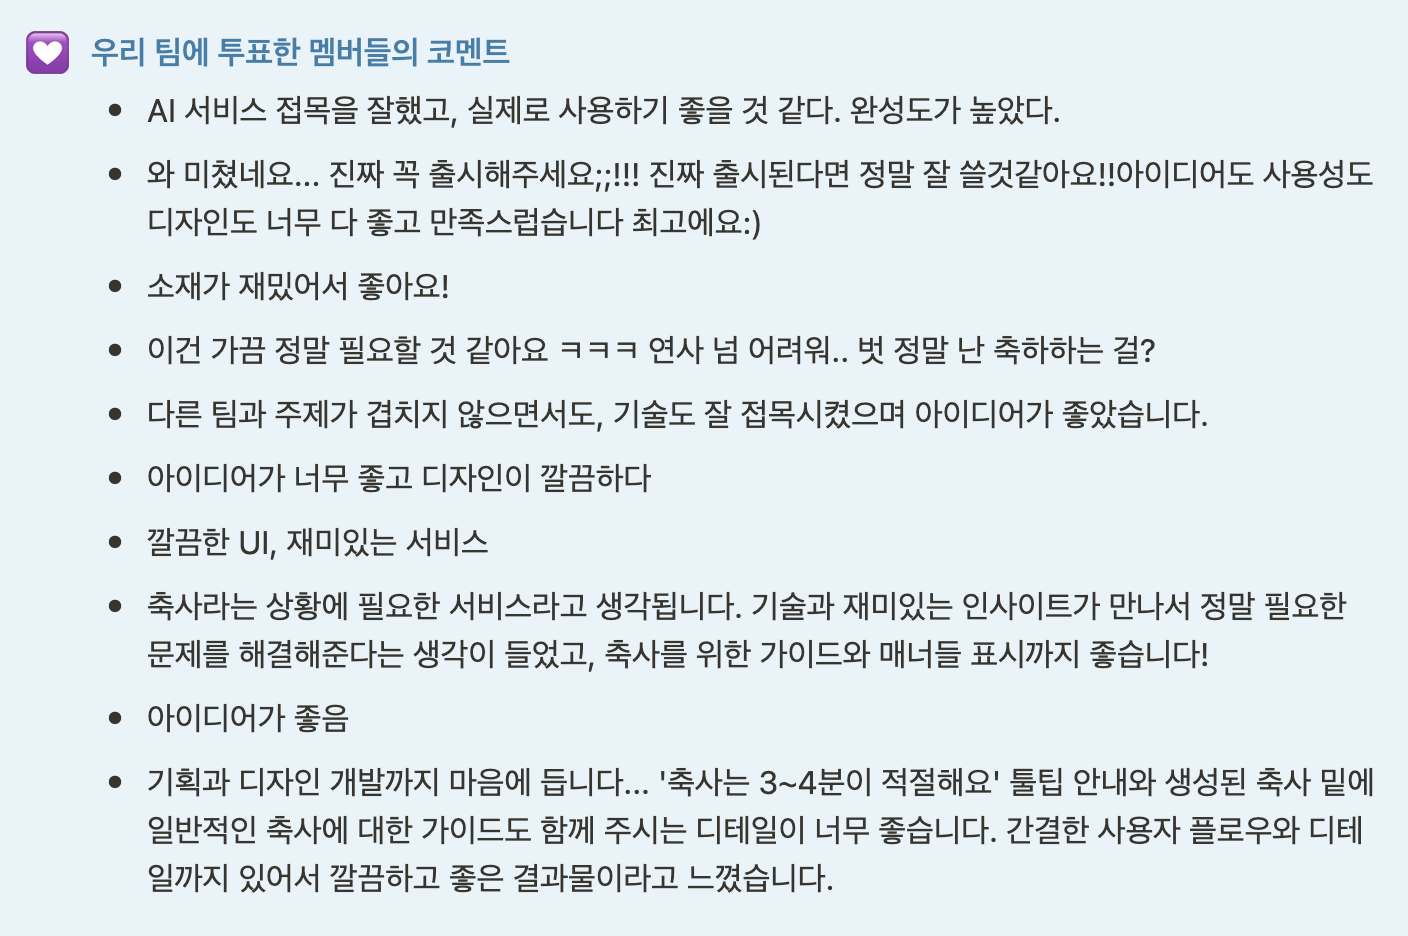 우리 팀에 투표한 멤버들의 코멘트
• AI 서비스 접목을 잘했고, 실제로 사용하기 좋을 것 같다. 완성도가 높았다.
• 와 미쳤네요... 진짜 꼭 출시해주세요;;!!! 진짜 출시된다면 정말 잘 쓸것같아요!!아이디어도 사용성도
디자인도 너무 다 좋고 만족스럽습니다 최고에요:)
• 소재가 재밌어서 좋아요!
• 이건 가끔 정말 필요할 것 같아요 ㅋㅋㅋ 연사 넘 어려워.. 벗 정말 난 축하하는 걸?
• 다른 팀과 주제가 겹치지 않으면서도, 기술도 잘 접목시켰으며 아이디어가 좋았습니다.
• 아이디어가 너무 좋고 디자인이 깔끔하다
• 깔끔한 UI, 재미있는 서비스
• 축사라는 상황에 필요한 서비스라고 생각됩니다. 기술과 재미있는 인사이트가 만나서 정말 필요한
문제를 해결해준다는 생각이 들었고, 축사를 위한 가이드와 매너들 표시까지 좋습니다!
• 아이디어가 좋음
• 기획과 디자인 개발까지 마음에 듭니다... '축사는 3~4분이 적절해요' 툴팁 안내와 생성된 축사 밑에
일반적인 축사에 대한 가이드도 함께 주시는 디테일이 너무 좋습니다. 간결한 사용자 플로우와 디테
일까지 있어서 깔끔하고 좋은 결과물이라고 느꼈습니다.